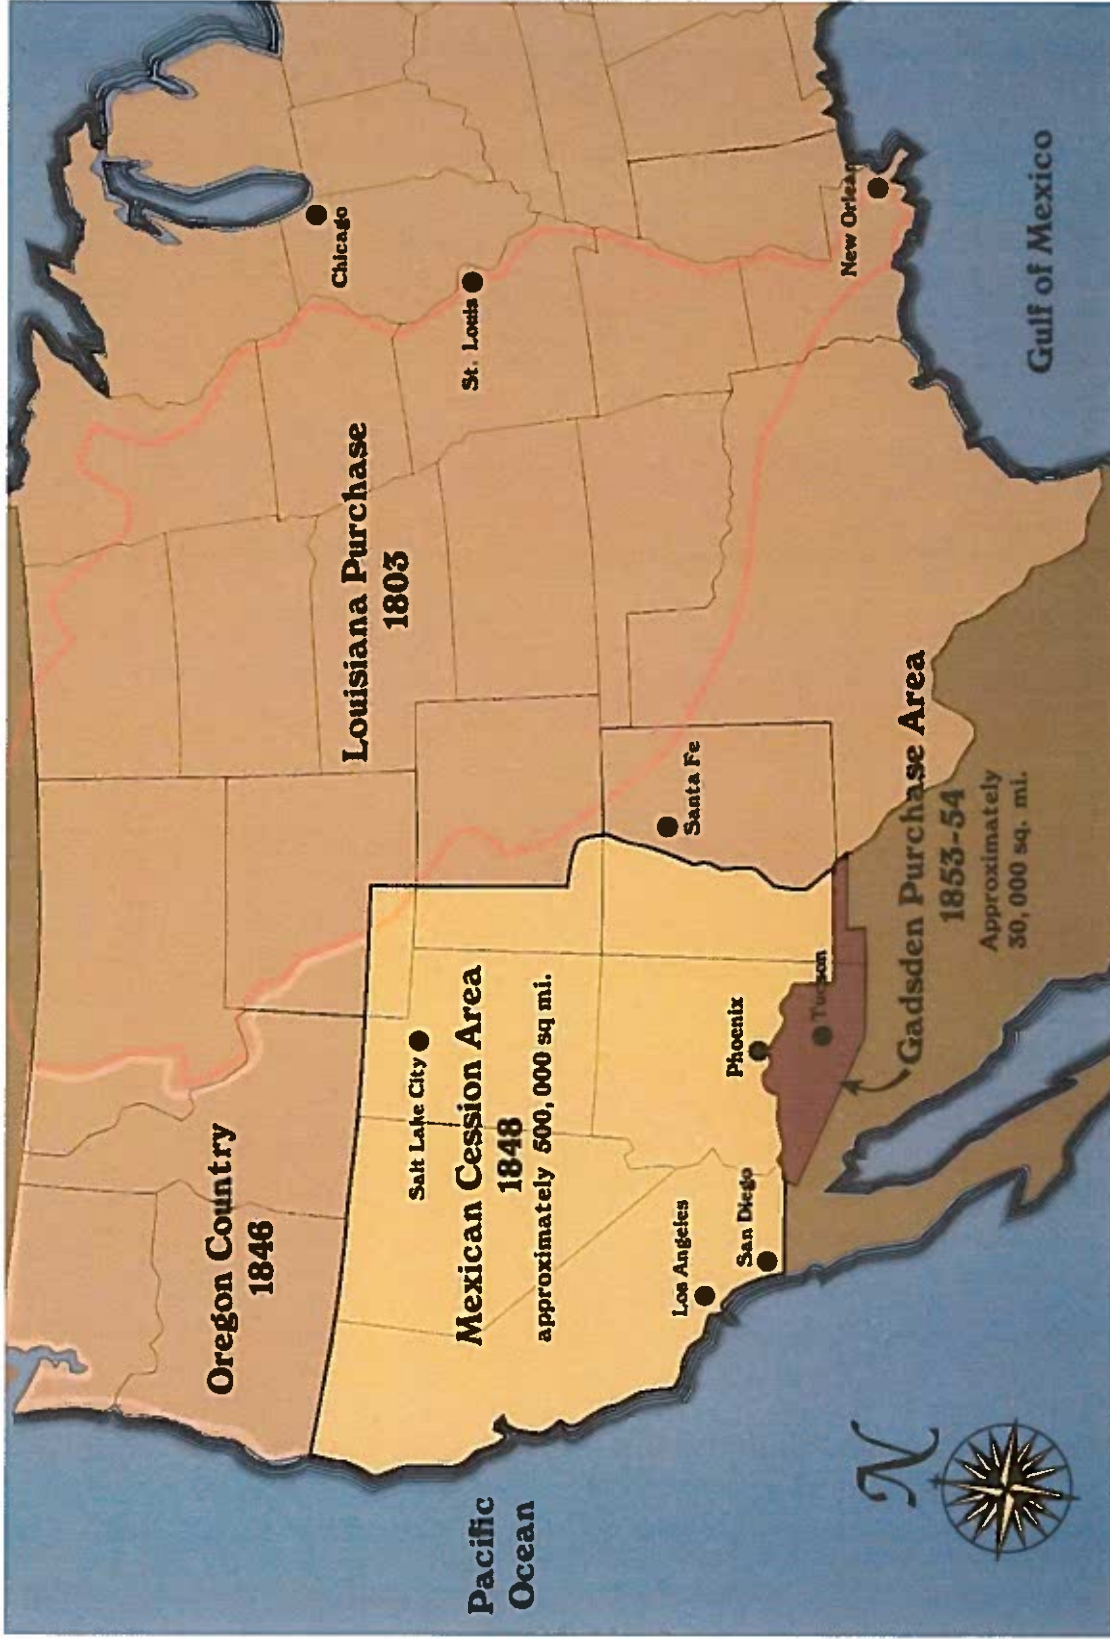 Oregon Country
1846
Louisiana Purchase
1803
Chicago
St. Louis
Salt Lake City
Mexican Cession Area
1848
approximately 500,000 sq mi.
Santa Fe
Los Angeles
San Diego
Phoenix
Tucson
New Orlean
Pacific
Ocean
Gulf of Mexico
Gadsden Purchase Area
1853-54
Approximately
30,000 sq. mi.
N